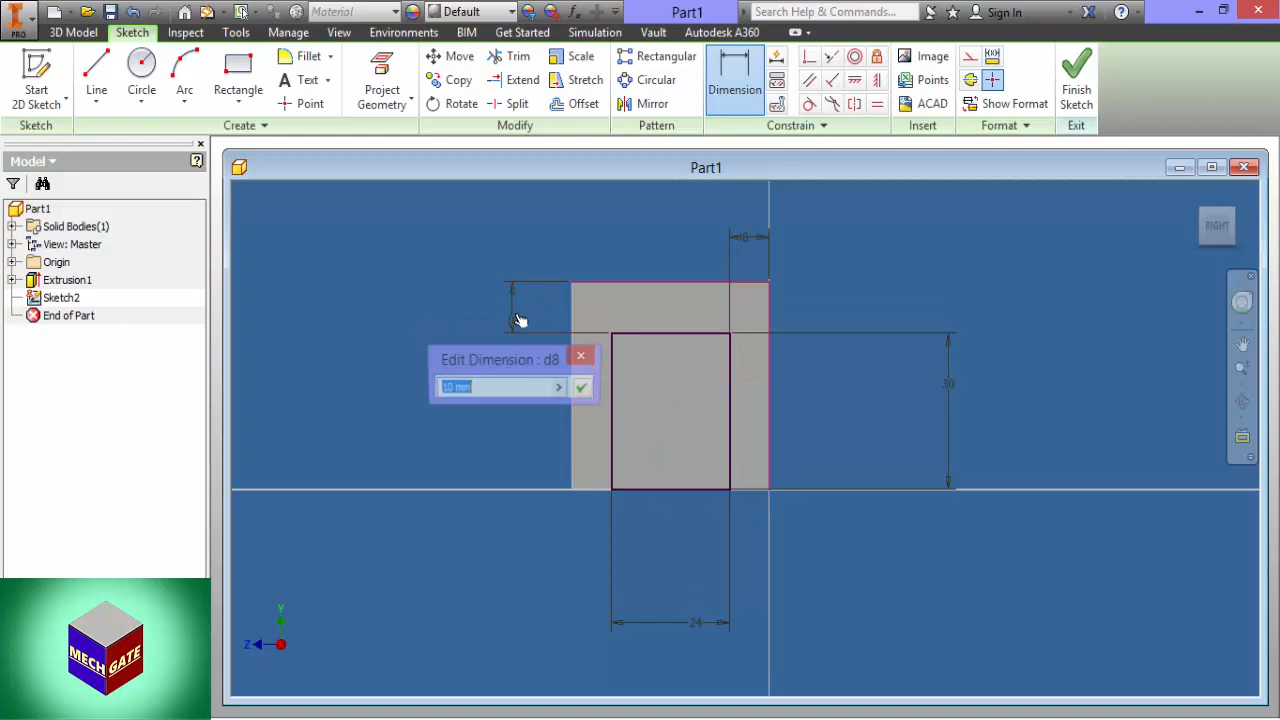 PRO
Material
Default
Part1
Search Help & Commands...
Sign In
3D Model
Sketch
Inspect
Tools
Manage
View
Environments
BIM
Get Started
Simulation
Vault
Autodesk A360
Start
2D Sketch
Line
Circle
Arc
Rectangle
Fillet
Text
Point
Project
Geometry
Move
Copy
Rotate
Trim
Extend
Split
Scale
Stretch
Offset
Rectangular
Circular
Mirror
Dimension
Image
Points
ACAD
Show Format
Finish
Sketch
Sketch
Create
Modify
Pattern
Constrain
Insert
Format
Exit
Model
Part1
Solid Bodies(1)
View: Master
Origin
Extrusion1
Sketch2
End of Part
Part1
RIGHT
8
Edit Dimension : d8
10 mm
30
24
Y
Z
MECH GATE